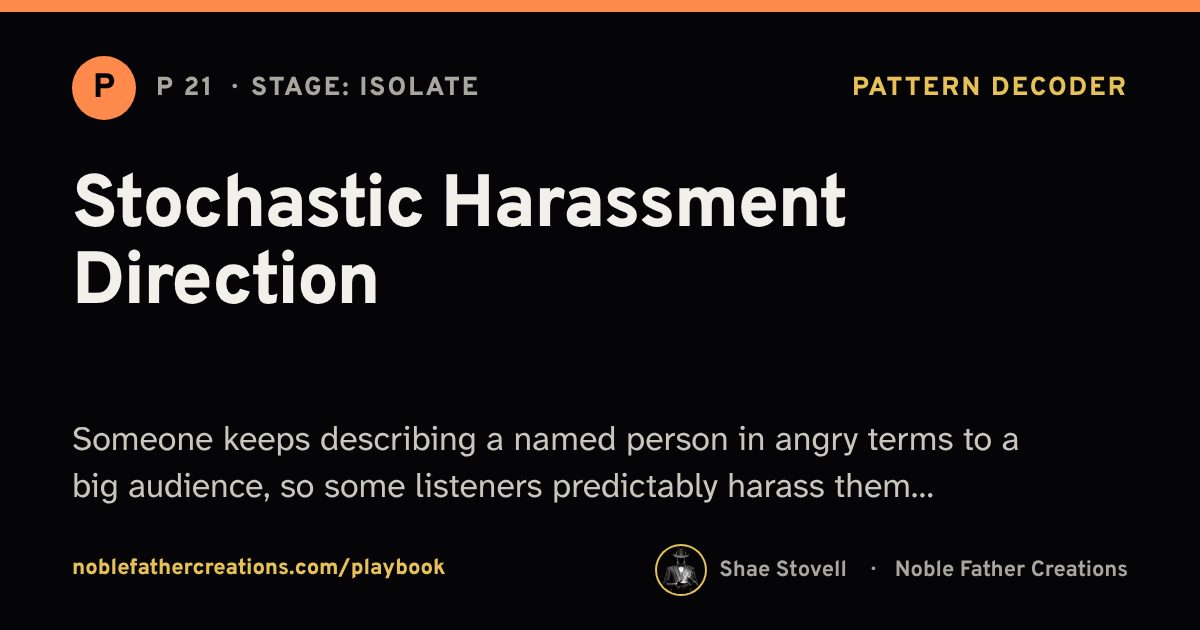 P
P 21 · STAGE: ISOLATE
PATTERN DECODER
Stochastic Harassment
Direction
Someone keeps describing a named person in angry terms to a
big audience, so some listeners predictably harass them...
noblefathercreations.com/playbook
Shae Stovell · Noble Father Creations